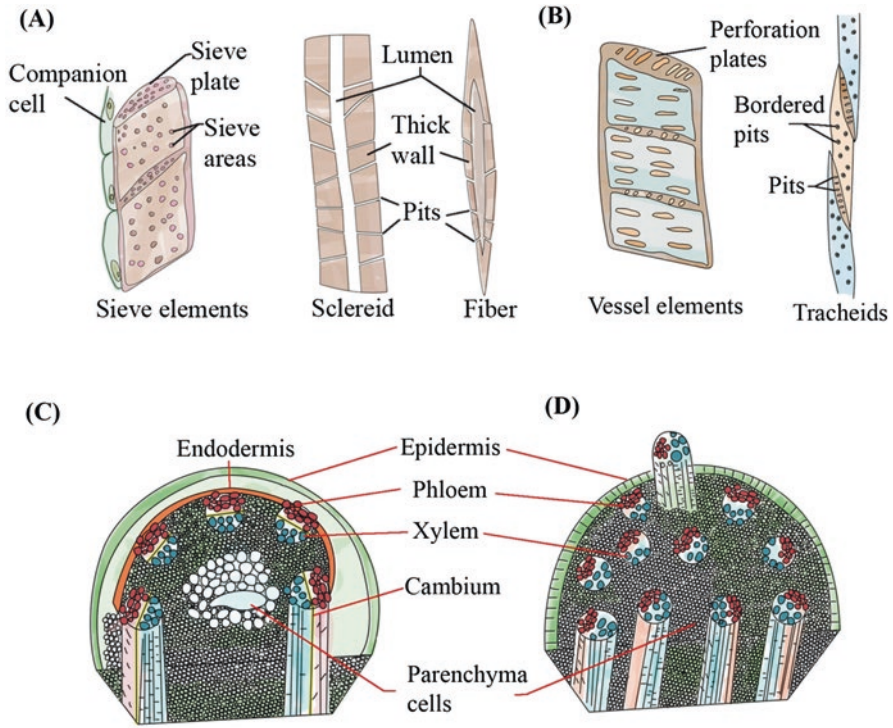 (A)
Sieve
plate
Companion
cell
Sieve
areas
Sieve elements
Lumen
Thick
wall
Pits
Sclereid
Fiber
(B)
Perforation
plates
Bordered
pits
Pits
Vessel elements
Tracheids
(C)
Endodermis
Epidermis
Phloem
Xylem
Cambium
Parenchyma
cells
(D)